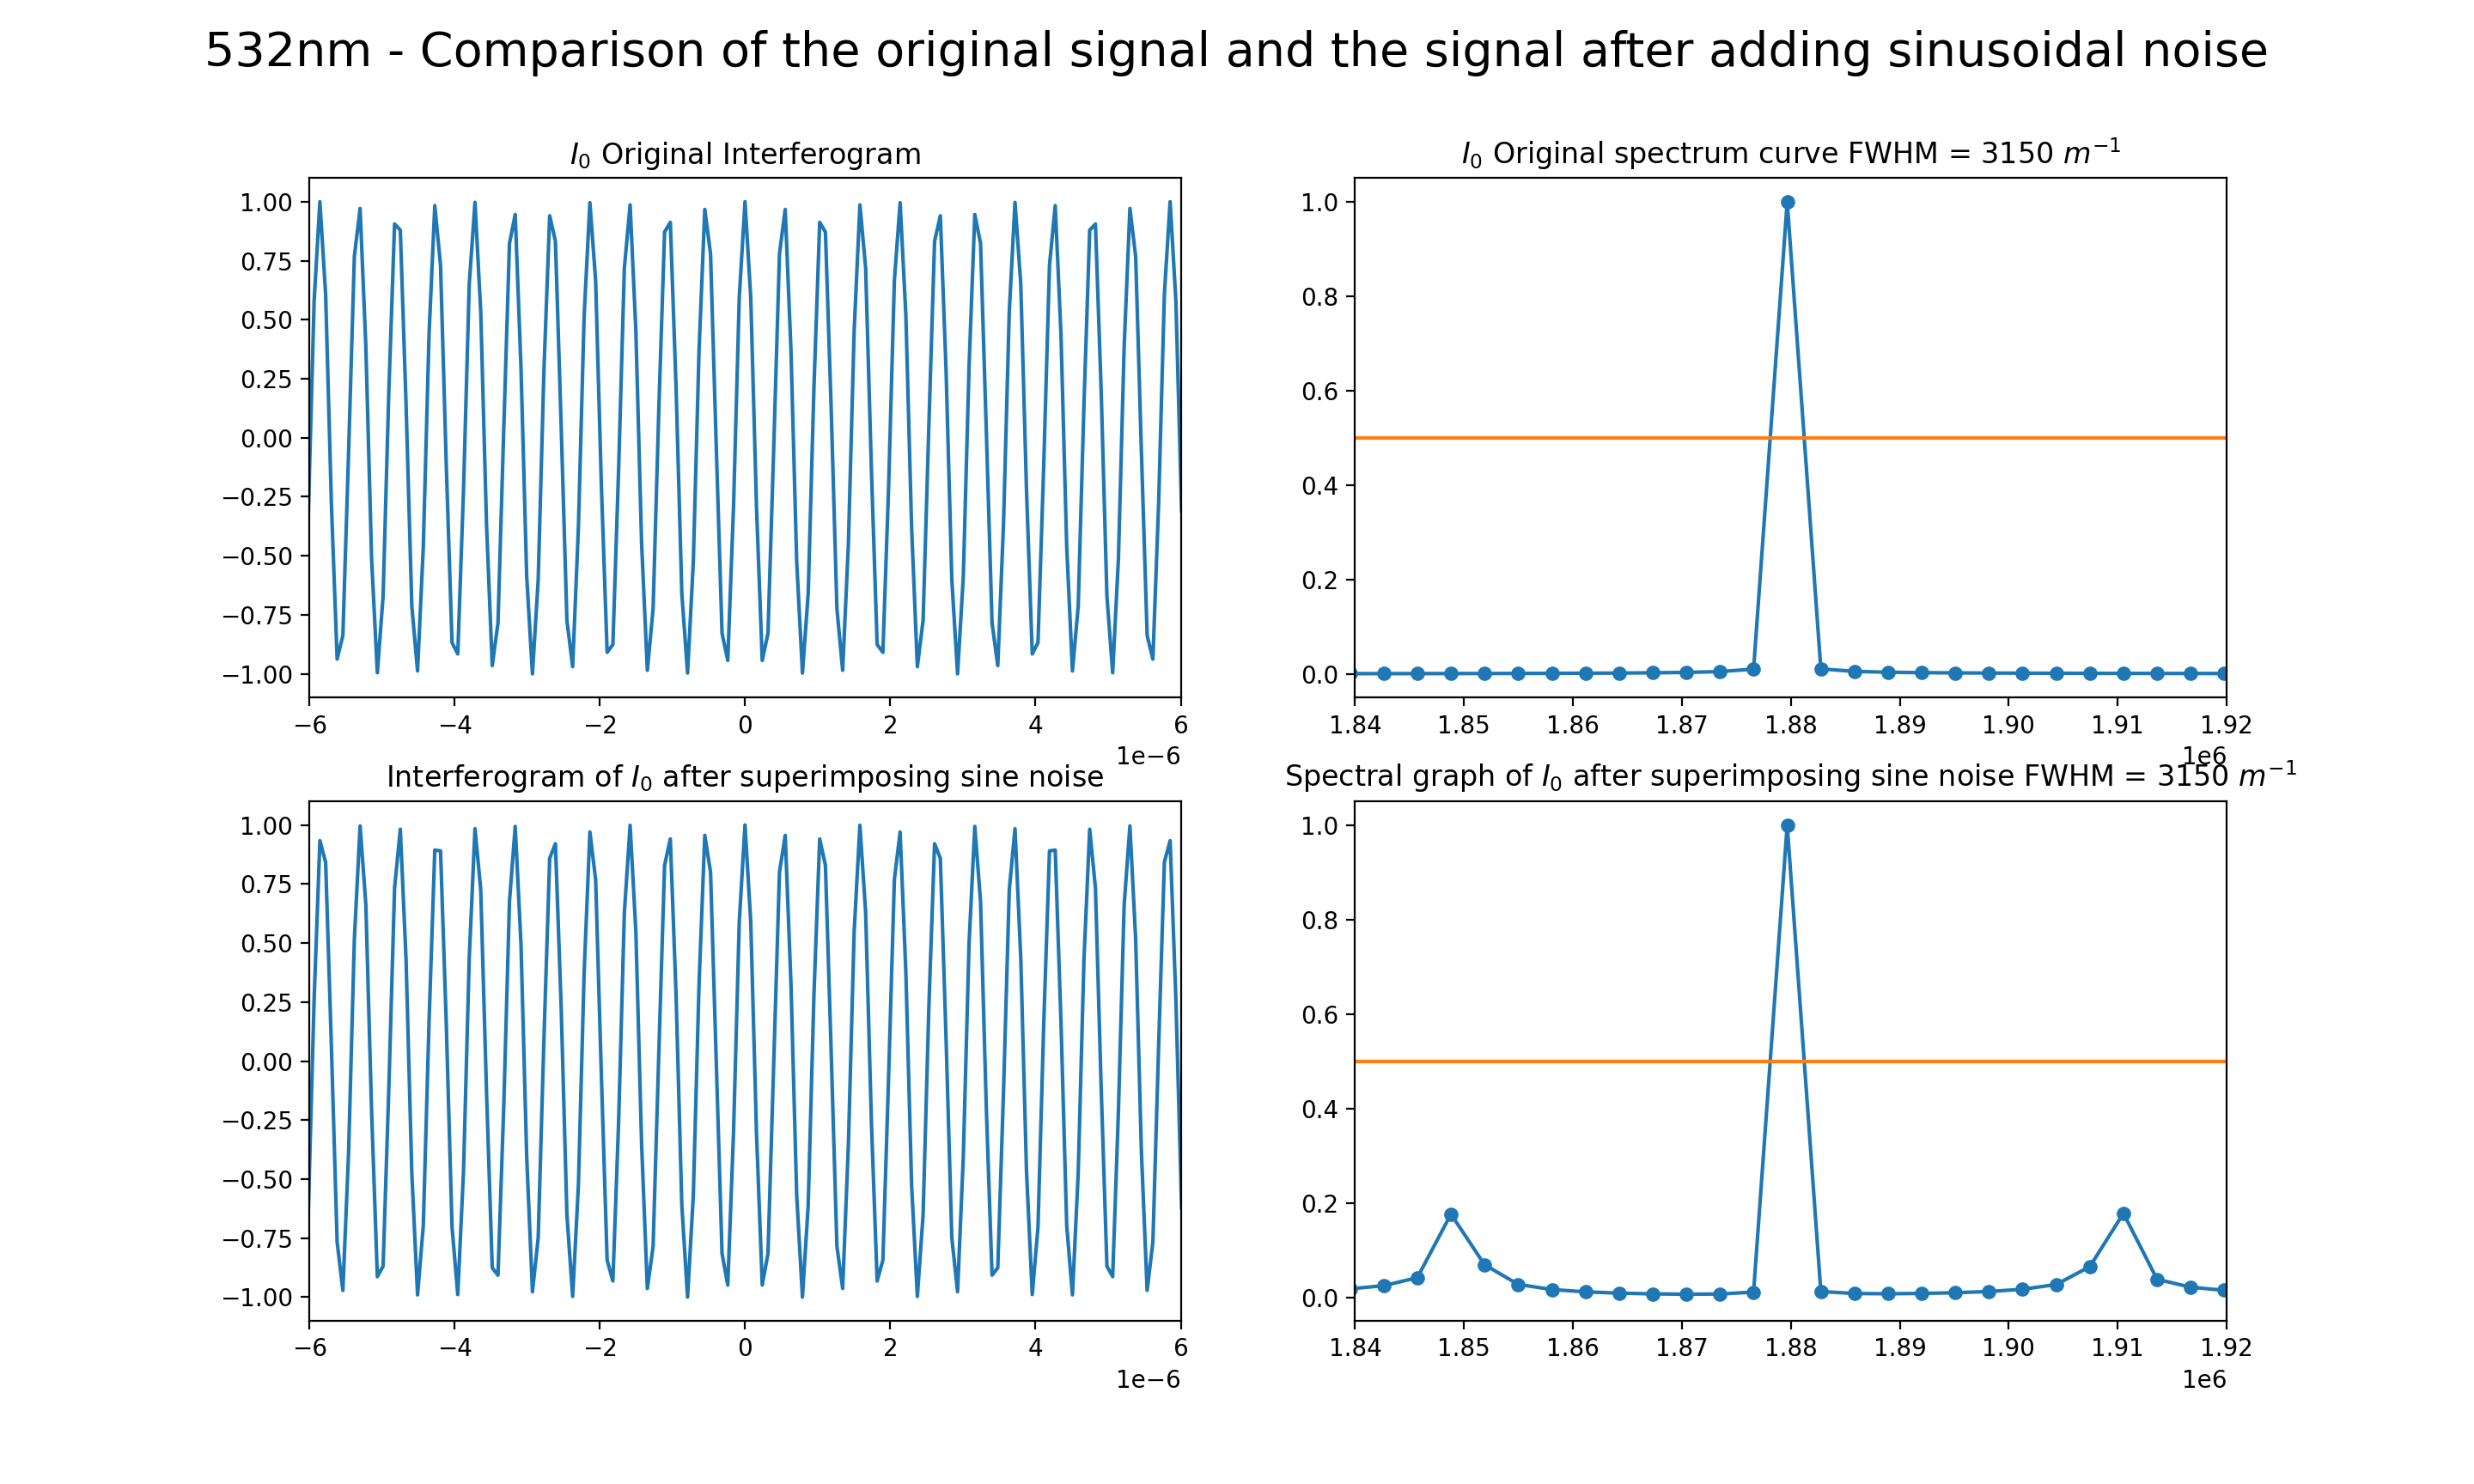 532nm - Comparison of the original signal and the signal after adding sinusoidal noise
I₀ Original Interferogram
1.00
0.75
0.50
0.25
0.00
−0.25
−0.50
−0.75
−1.00
−6 −4 −2 0 2 4 6
1e−6
I₀ Original spectrum curve FWHM = 3150 m⁻¹
1.0
0.8
0.6
0.4
0.2
0.0
1.84 1.85 1.86 1.87 1.88 1.89 1.90 1.91 1.92
1e6
Interferogram of I₀ after superimposing sine noise
1.00
0.75
0.50
0.25
0.00
−0.25
−0.50
−0.75
−1.00
−6 −4 −2 0 2 4 6
1e−6
Spectral graph of I₀ after superimposing sine noise FWHM = 3150 m⁻¹
1.0
0.8
0.6
0.4
0.2
0.0
1.84 1.85 1.86 1.87 1.88 1.89 1.90 1.91 1.92
1e6